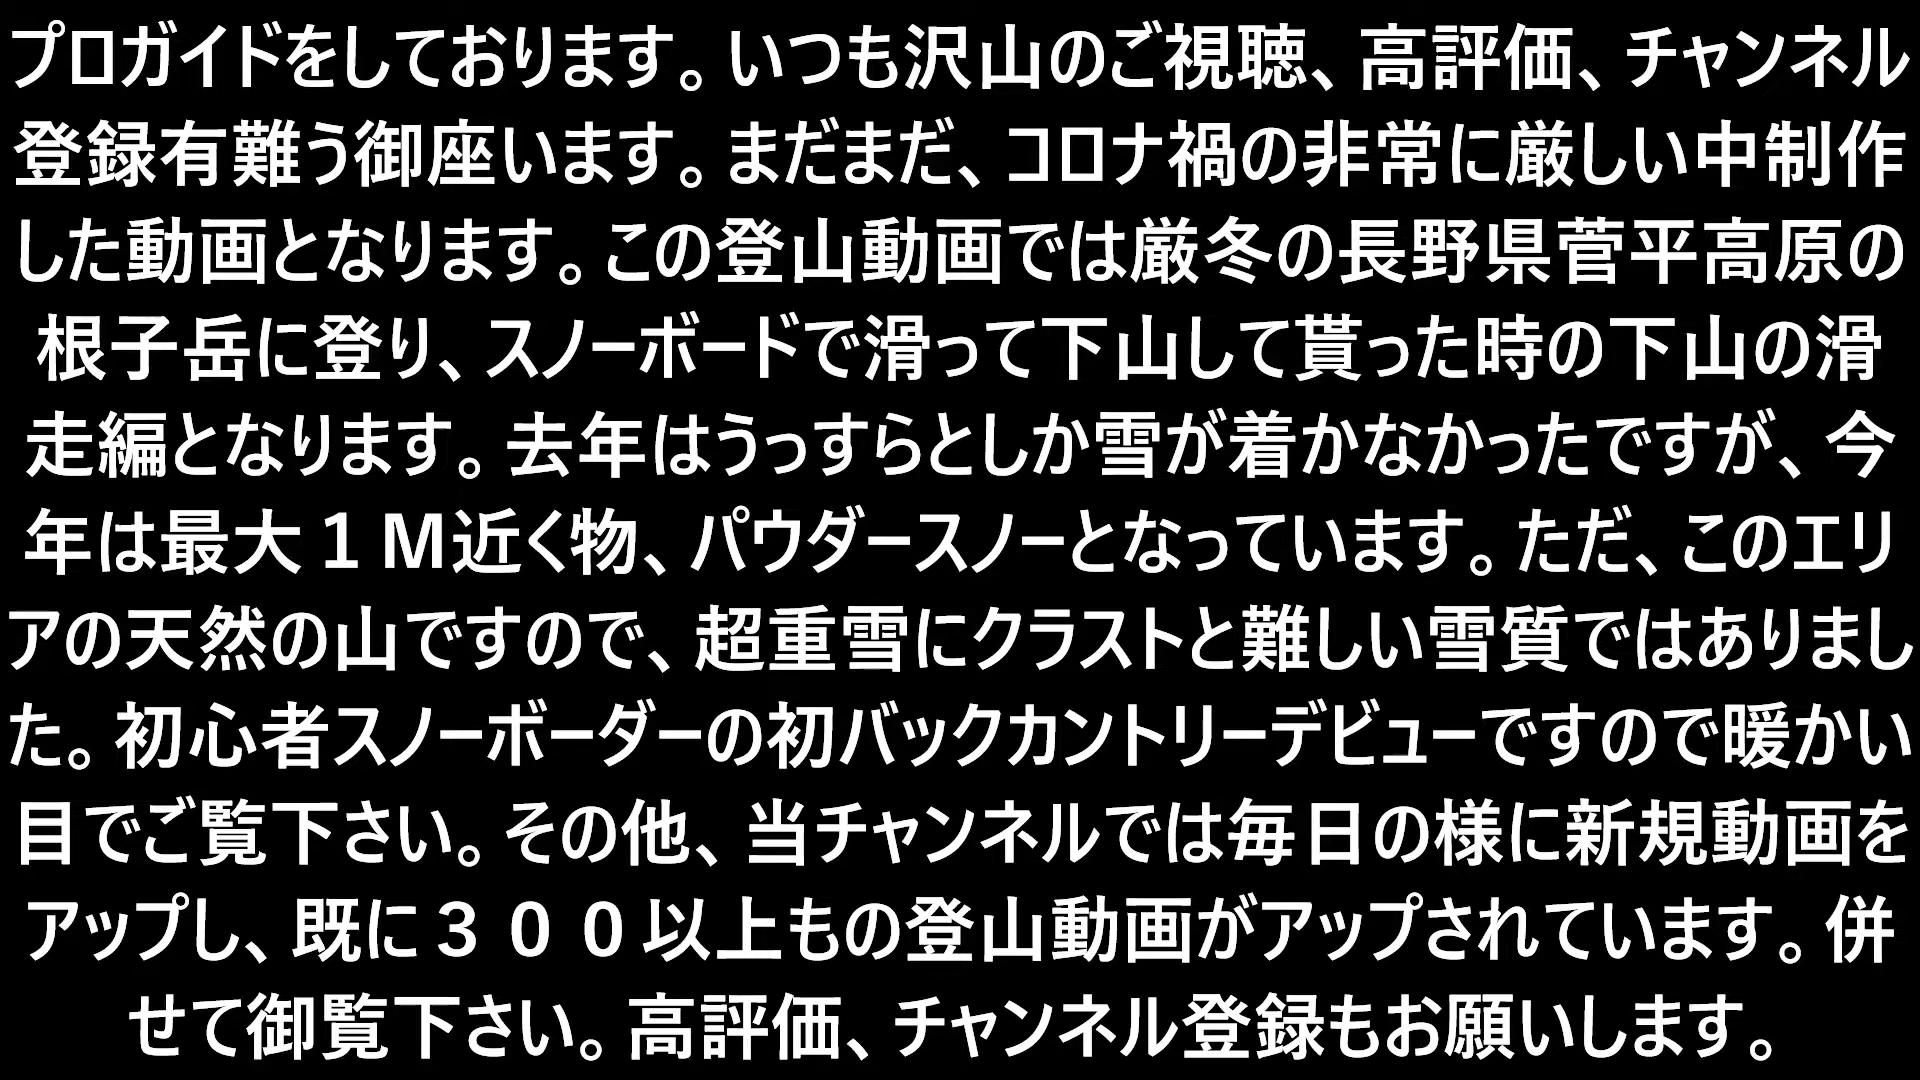 プロガイドをしております。いつも沢山のご視聴、高評価、チャンネル
登録有難う御座います。まだまだ、コロナ禍の非常に厳しい中制作
した動画となります。この登山動画では厳冬の長野県菅平高原の
根子岳に登り、スノーボードで滑って下山して貰った時の下山の滑
走編となります。去年はうっすらとしか雪が着かなかったですが、今
年は最大１Ｍ近く物、パウダースノーとなっています。ただ、このエリ
アの天然の山ですので、超重雪にクラストと難しい雪質ではありまし
た。初心者スノーボーダーの初バックカントリーデビューですので暖かい
目でご覧下さい。その他、当チャンネルでは毎日の様に新規動画を
アップし、既に３００以上もの登山動画がアップされています。併
せて御覧下さい。高評価、チャンネル登録もお願いします。